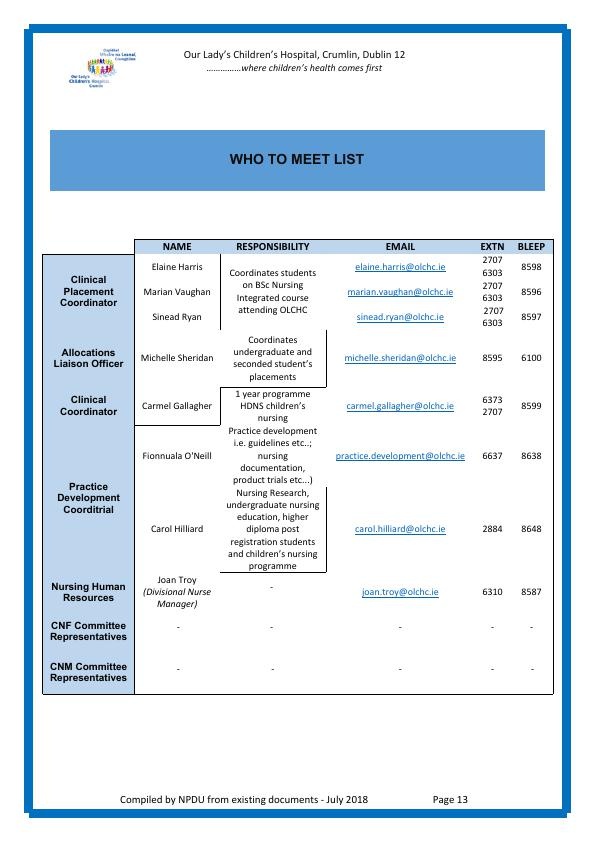 Our Lady's Children's Hospital, Crumlin, Dublin 12
..............where children's health comes first
Our Lady's
Children's Hospital,
Crumlin
WHO TO MEET LIST
NAME RESPONSIBILITY EMAIL EXTN BLEEP
Clinical
Placement
Coordinator
Elaine Harris
Marian Vaughan
Sinead Ryan
Coordinates students
on BSc Nursing
Integrated course
attending OLCHC
elaine.harris@olchc.ie
marian.vaughan@olchc.ie
sinead.ryan@olchc.ie
2707
6303
2707
6303
2707
6303
8598
8596
8597
Allocations
Liaison Officer
Michelle Sheridan
Coordinates
undergraduate and
seconded student's
placements
michelle.sheridan@olchc.ie
8595
6100
Clinical
Coordinator
Carmel Gallagher
1 year programme
HDNS children's
nursing
carmel.gallagher@olchc.ie
6373
2707
8599
Practice
Development
Coorditrial
Fionnuala O'Neill
Practice development
i.e. guidelines etc..;
nursing
documentation,
product trials etc...)
practice.development@olchc.ie
6637
8638
Carol Hilliard
Nursing Research,
undergraduate nursing
education, higher
diploma post
registration students
and children's nursing
programme
carol.hilliard@olchc.ie
2884
8648
Nursing Human
Resources
Joan Troy
(Divisional Nurse
Manager)
-
joan.troy@olchc.ie
6310
8587
CNF Committee
Representatives
- - - - -
CNM Committee
Representatives
- - - - -
Compiled by NPDU from existing documents - July 2018 Page 13